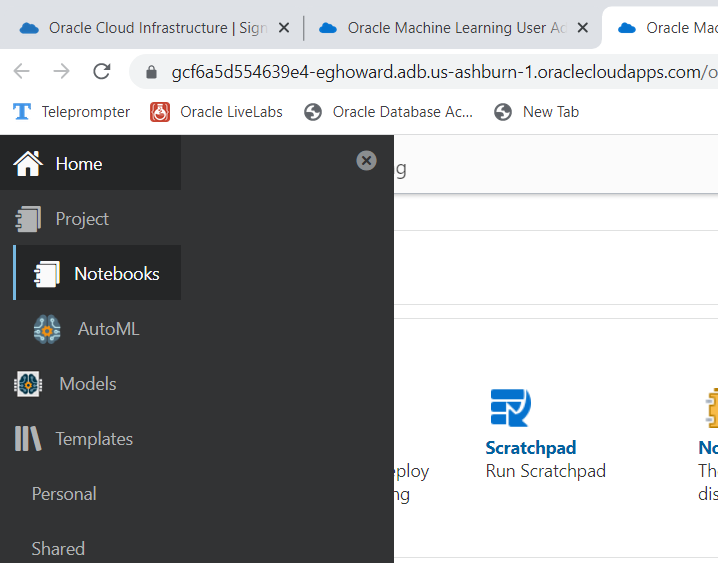 Oracle Cloud Infrastructure | Sign
Oracle Machine Learning User Ad
Oracle Mac
gcf6a5d554639e4-eghoward.adb.us-ashburn-1.oraclecloudapps.com/o
T Teleprompter Oracle LiveLabs Oracle Database Ac... New Tab
Home
ng
Project
Notebooks
AutoML
Models
Templates
Personal
Shared
eploy
ng
Scratchpad
Run Scratchpad
No
Th
dis